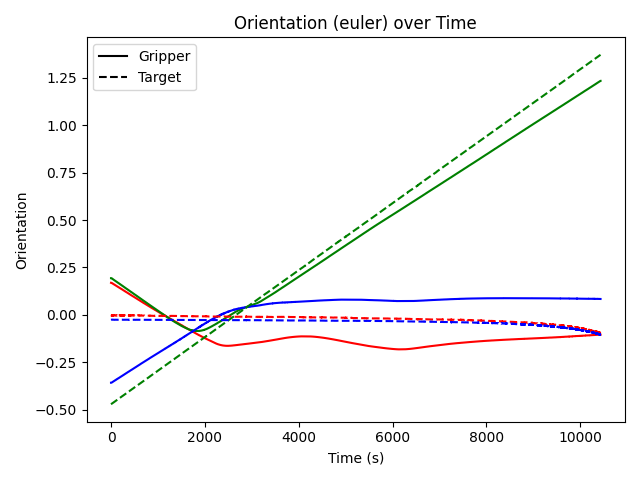 Orientation (euler) over Time
Gripper
Target
Orientation
1.25
1.00
0.75
0.50
0.25
0.00
−0.25
−0.50
0 2000 4000 6000 8000 10000
Time (s)